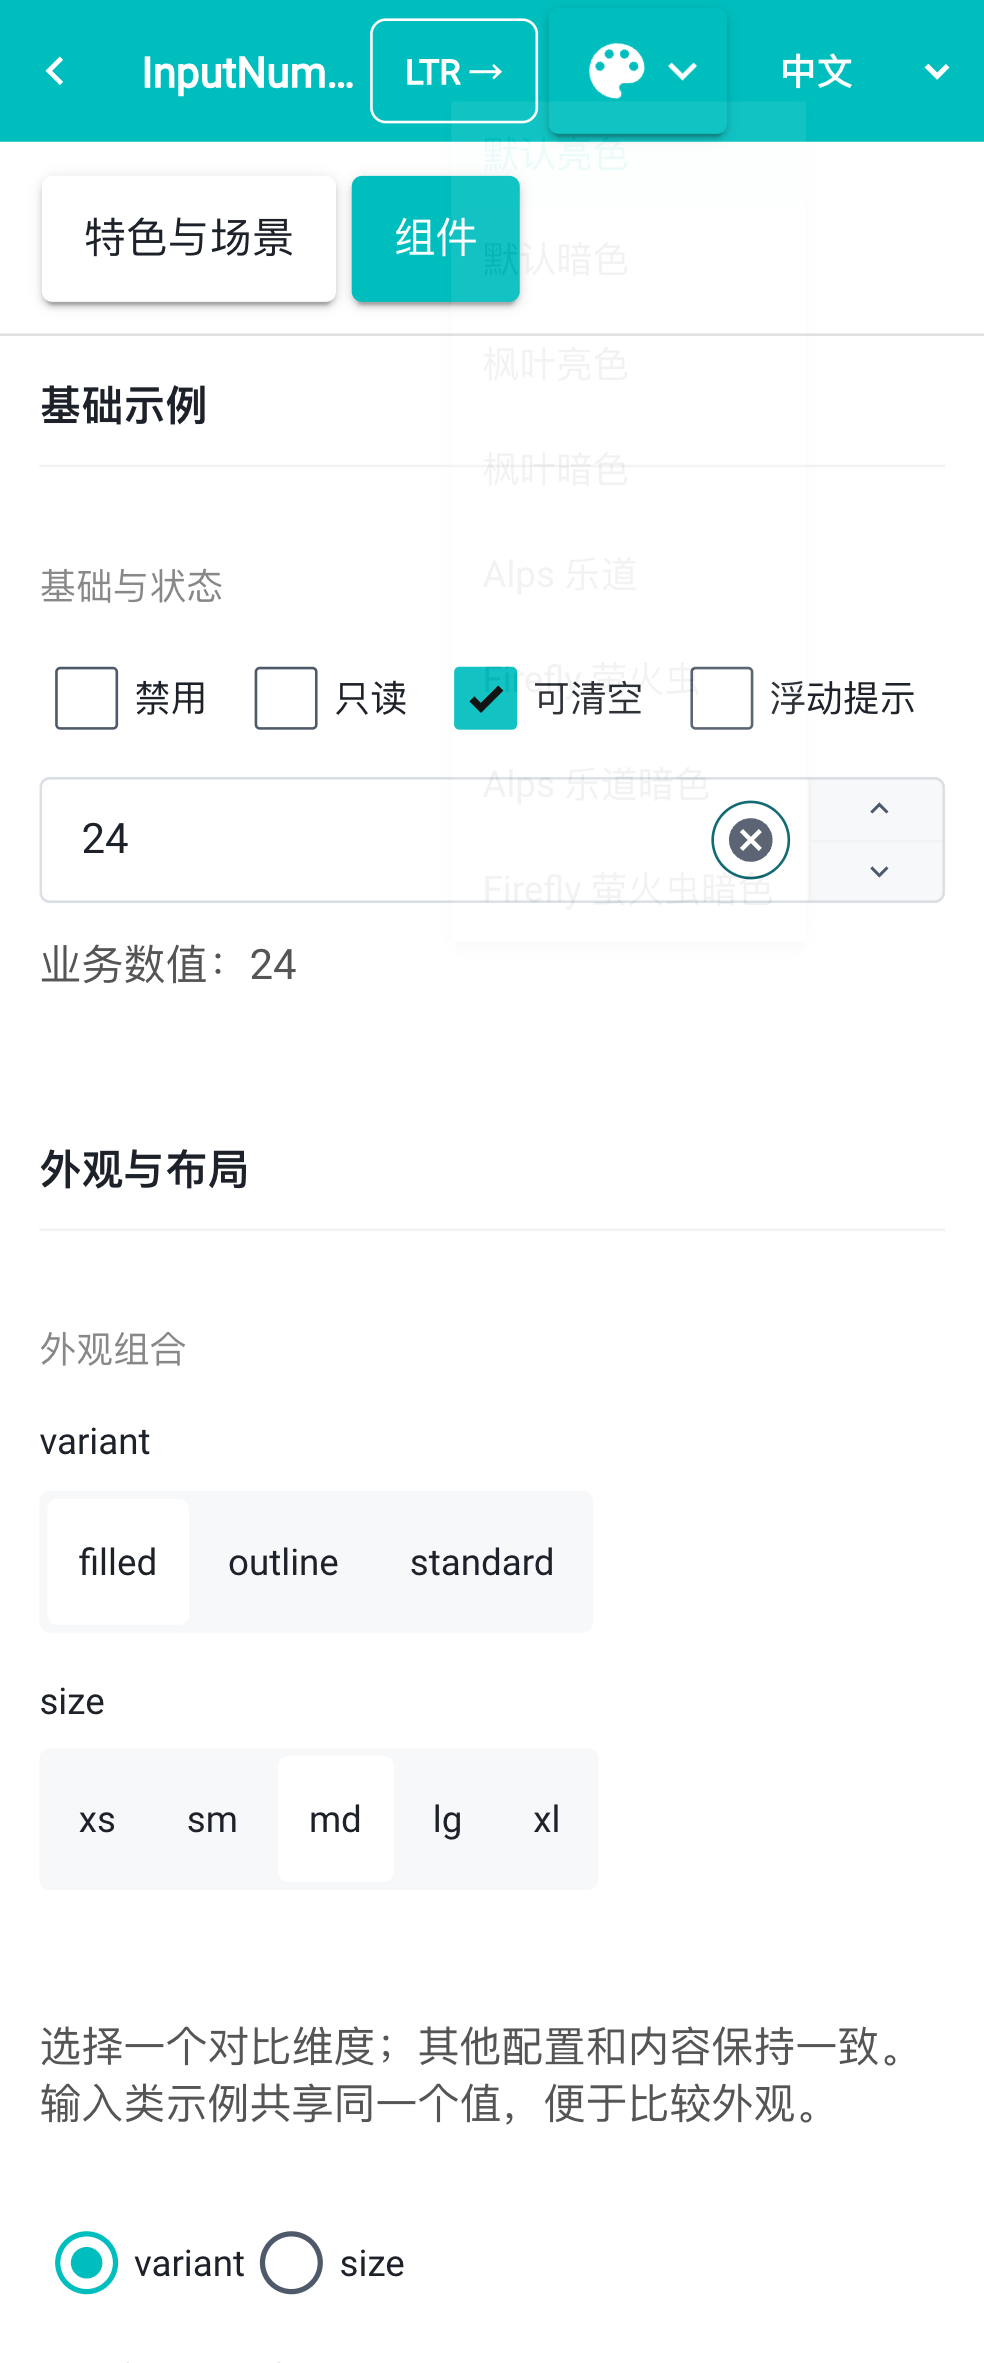 InputNum...
LTR→
中文
默认亮色
特色与场景
组件
默认暗色
枫叶亮色
基础示例
枫叶暗色
Alps 乐道
基础与状态
Firefly 萤火虫
禁用
只读
可清空
浮动提示
Alps 乐道暗色
24
Firefly 萤火虫暗色
业务数值：24
外观与布局
外观组合
variant
filled
outline
standard
size
xs
sm
md
lg
xl
选择一个对比维度；其他配置和内容保持一致。
输入类示例共享同一个值，便于比较外观。
variant
size